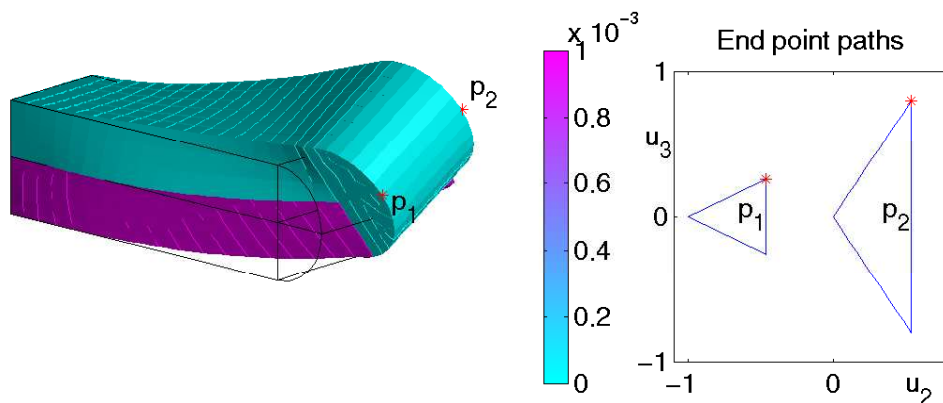 x 10⁻³
1
0.8
0.6
0.4
0.2
0
p₂
p₁
End point paths
1
u₃
0
−1
p₁
p₂
−1
0
u₂